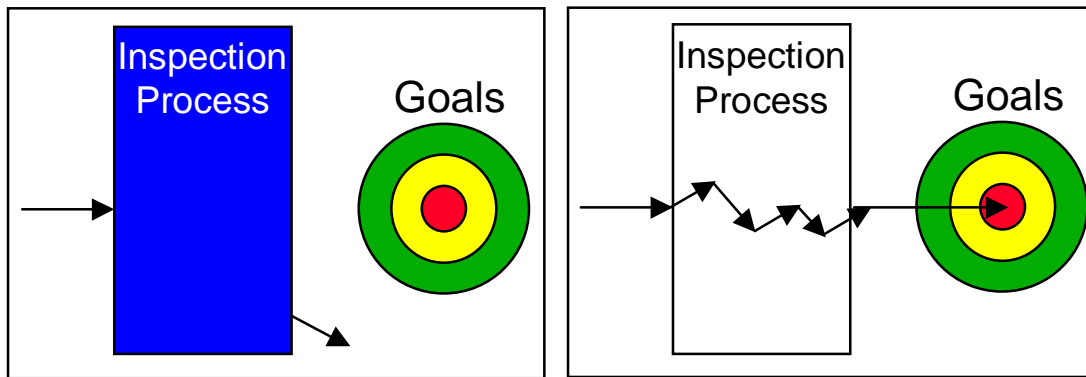 Inspection
Process
Goals
Inspection
Process
Goals